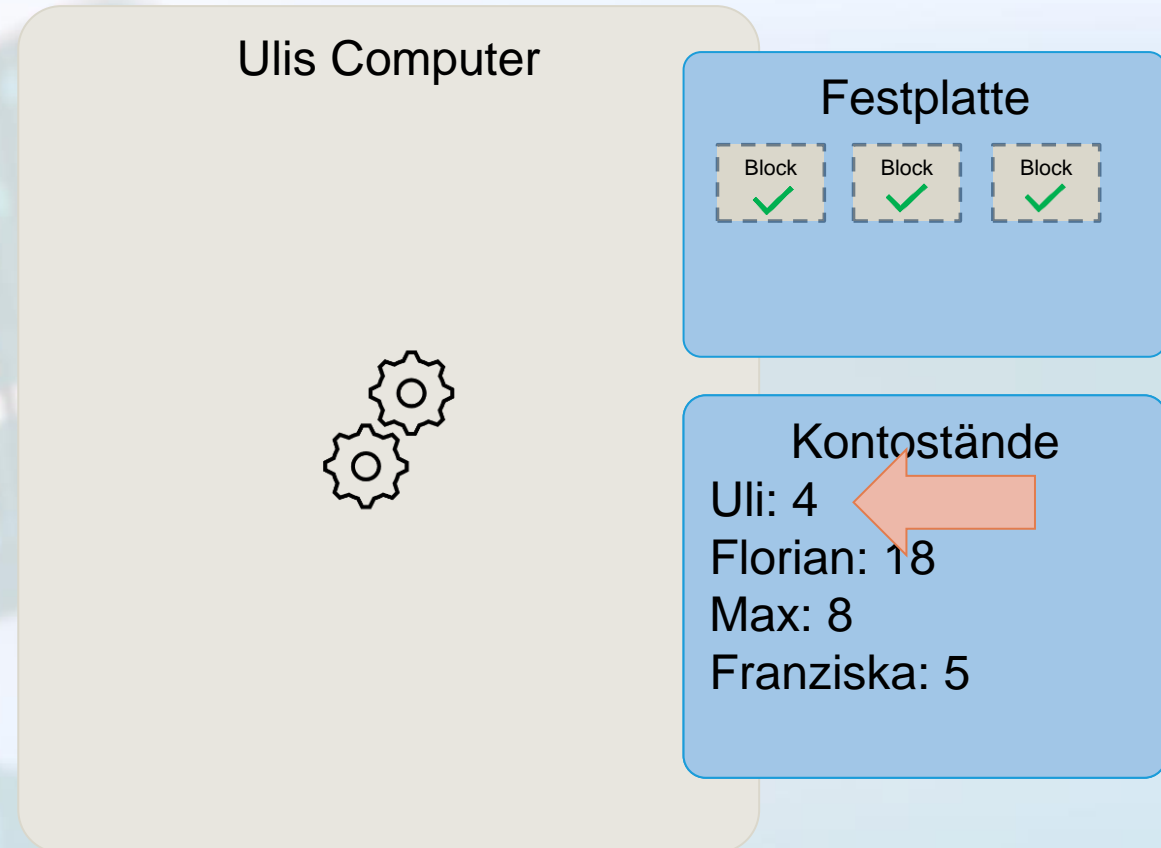 Ulis Computer
Festplatte
Block Block Block
Kontostände
Uli: 4
Florian: 18
Max: 8
Franziska: 5